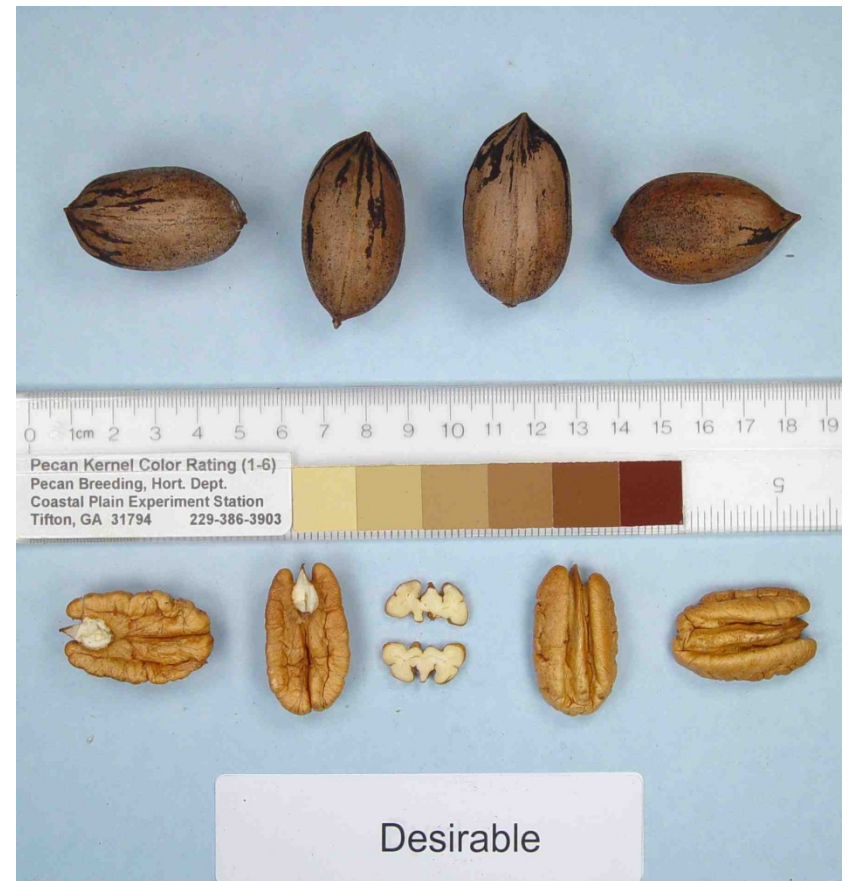 0 1cm 2 3 4 5 6 7 8 9 10 11 12 13 14 15 16 17 18 19
Pecan Kernel Color Rating (1-6)
Pecan Breeding, Hort. Dept.
Coastal Plain Experiment Station
Tifton, GA 31794 229-386-3903
5
Desirable